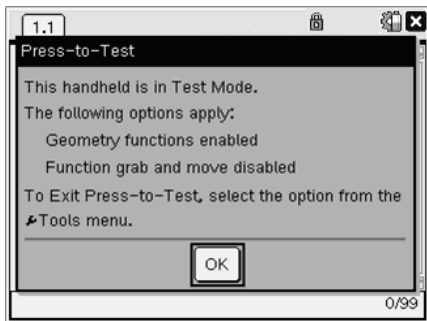 1.1
Press-to-Test
This handheld is in Test Mode.
The following options apply:
Geometry functions enabled
Function grab and move disabled
To Exit Press-to-Test, select the option from the
Tools menu.
OK
0/99